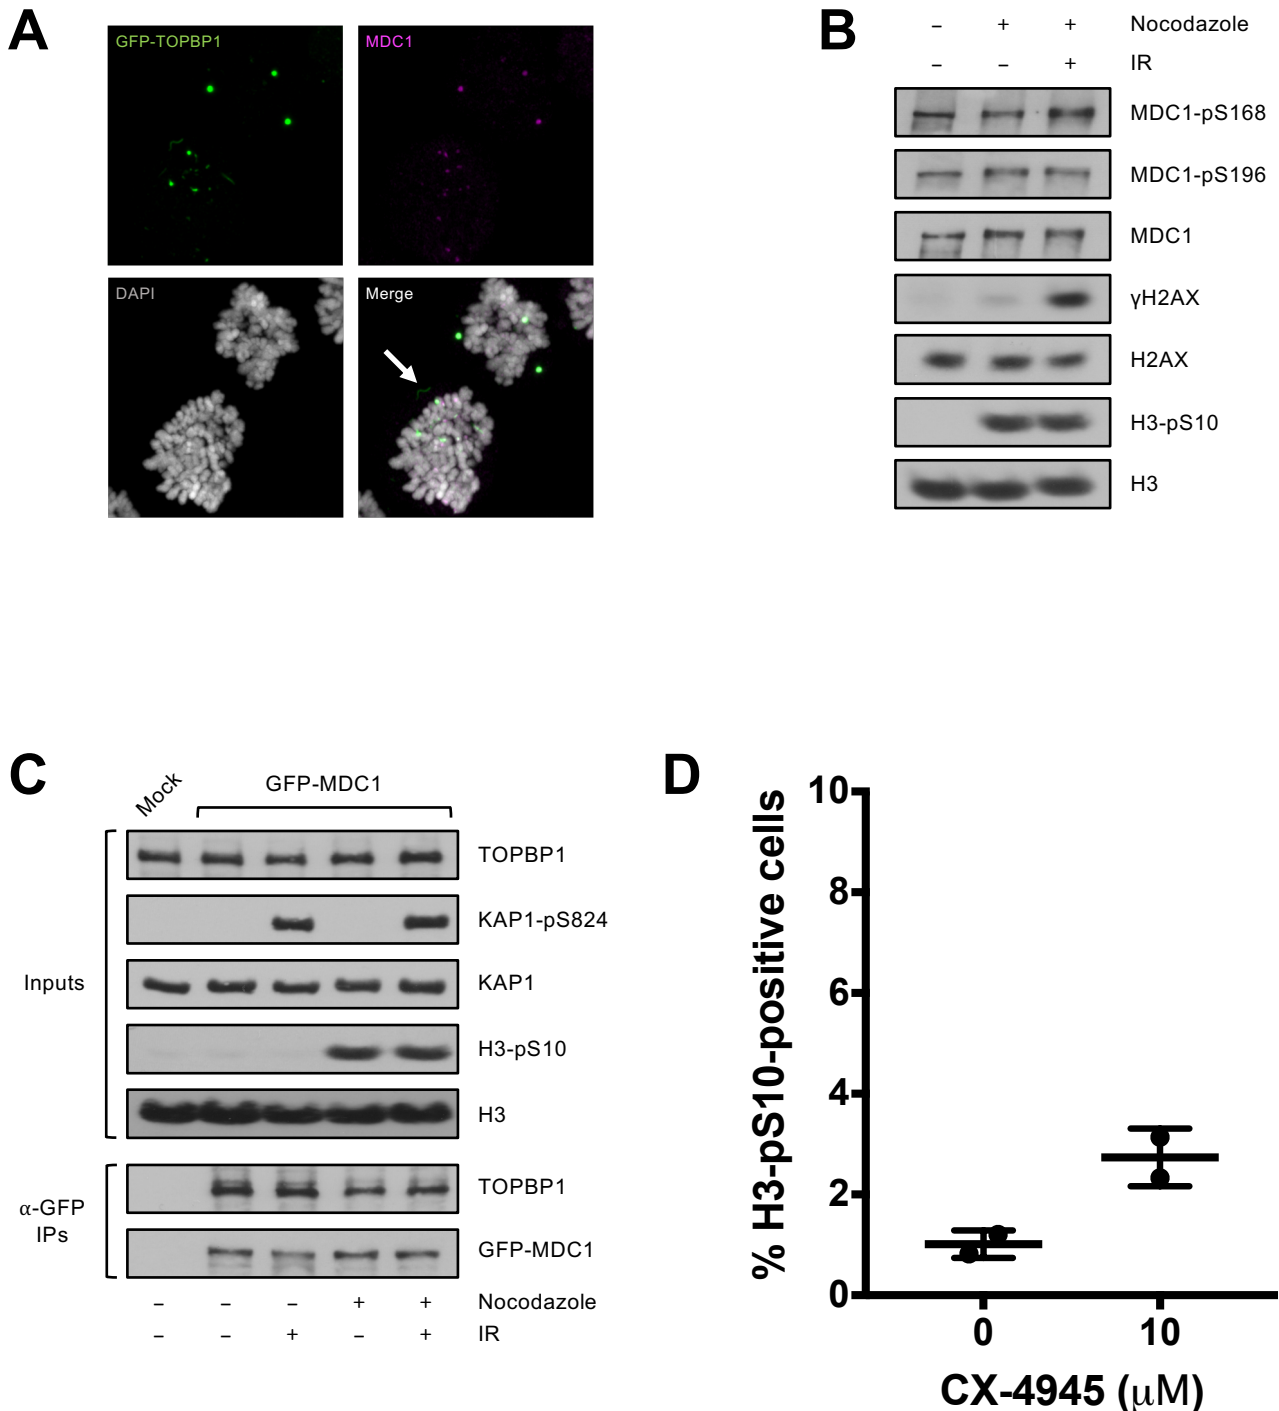 A
GFP-TOPBP1
MDC1
DAPI
Merge
B
– + + Nocodazole
– – + IR
MDC1-pS168
MDC1-pS196
MDC1
γH2AX
H2AX
H3-pS10
H3
C
Mock
GFP-MDC1
Inputs
TOPBP1
KAP1-pS824
KAP1
H3-pS10
H3
α-GFP
IPs
TOPBP1
GFP-MDC1
– – – + + Nocodazole
– – + – + IR
D
% H3-pS10-positive cells
10
8
6
4
2
0
0 10
CX-4945 (μM)